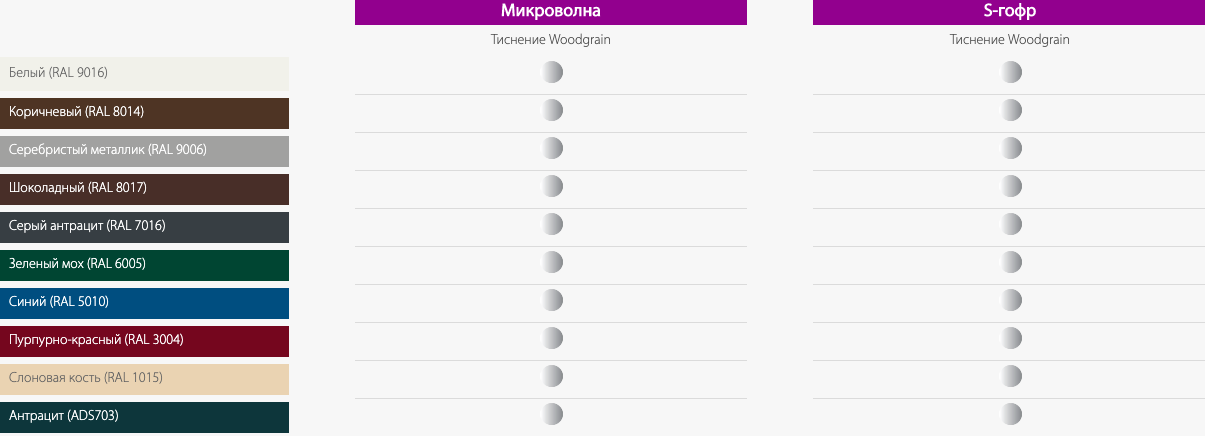 Микроволна
S-гофр
Тиснение Woodgrain
Тиснение Woodgrain
Белый (RAL 9016)
Коричневый (RAL 8014)
Серебристый металлик (RAL 9006)
Шоколадный (RAL 8017)
Серый антрацит (RAL 7016)
Зеленый мох (RAL 6005)
Синий (RAL 5010)
Пурпурно-красный (RAL 3004)
Слоновая кость (RAL 1015)
Антрацит (ADS703)